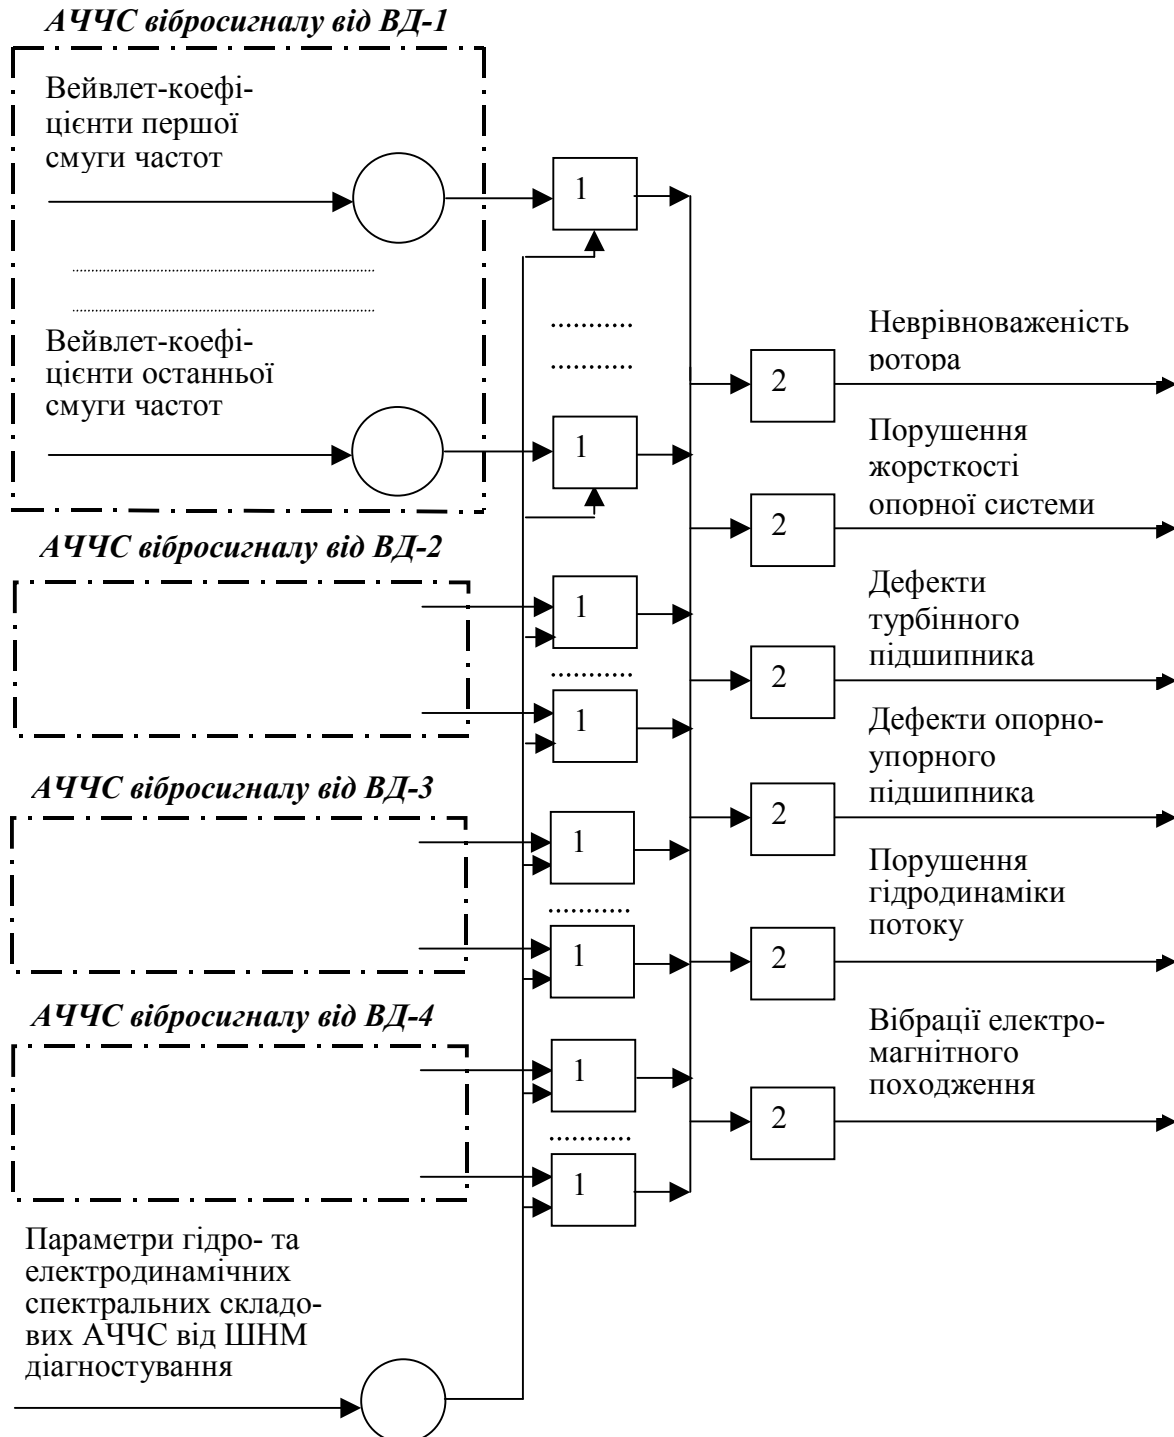 АЧЧС вібросигналу від ВД-1
Вейвлет-коефі-
цієнти першої
смуги частот
1
Вейвлет-коефі-
цієнти останньої
смуги частот
1
АЧЧС вібросигналу від ВД-2
1
1
АЧЧС вібросигналу від ВД-3
1
1
АЧЧС вібросигналу від ВД-4
1
1
Параметри гідро- та
електродинамічних
спектральних складо-
вих АЧЧС від ШНМ
діагностування
2
Неврівноваженість
ротора
2
Порушення
жорсткості
опорної системи
2
Дефекти
турбінного
підшипника
2
Дефекти опорно-
упорного
підшипника
2
Порушення
гідродинаміки
потоку
2
Вібрації електро-
магнітного
походження